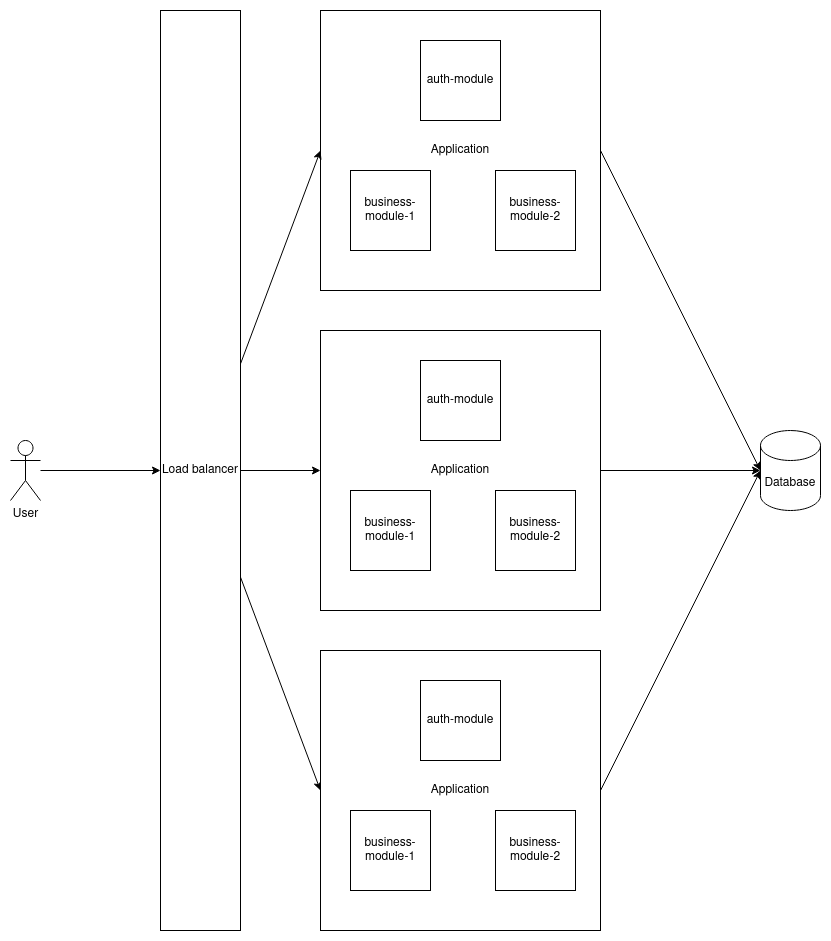 auth-module
Application
business-
module-1
business-
module-2
auth-module
User
Load balancer
Application
Database
business-
module-1
business-
module-2
auth-module
Application
business-
module-1
business-
module-2